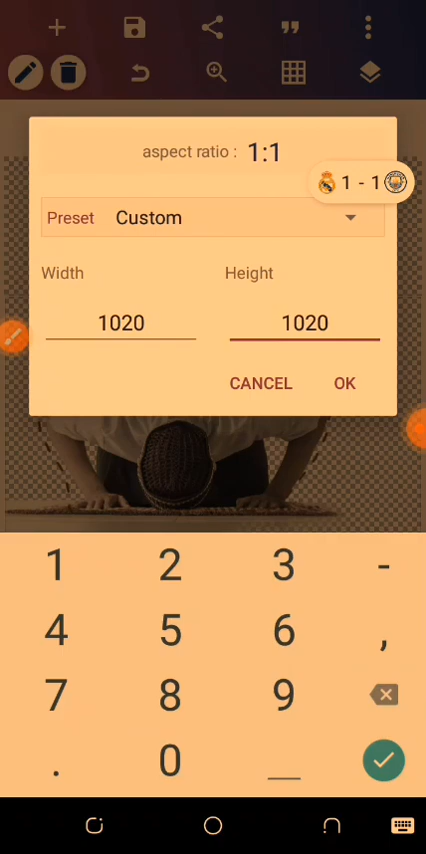 aspect ratio : 1:1
1 - 1
Preset Custom
Width Height
1020 1020
CANCEL OK
1 2 3 -
4 5 6 ,
7 8 9
. 0 _